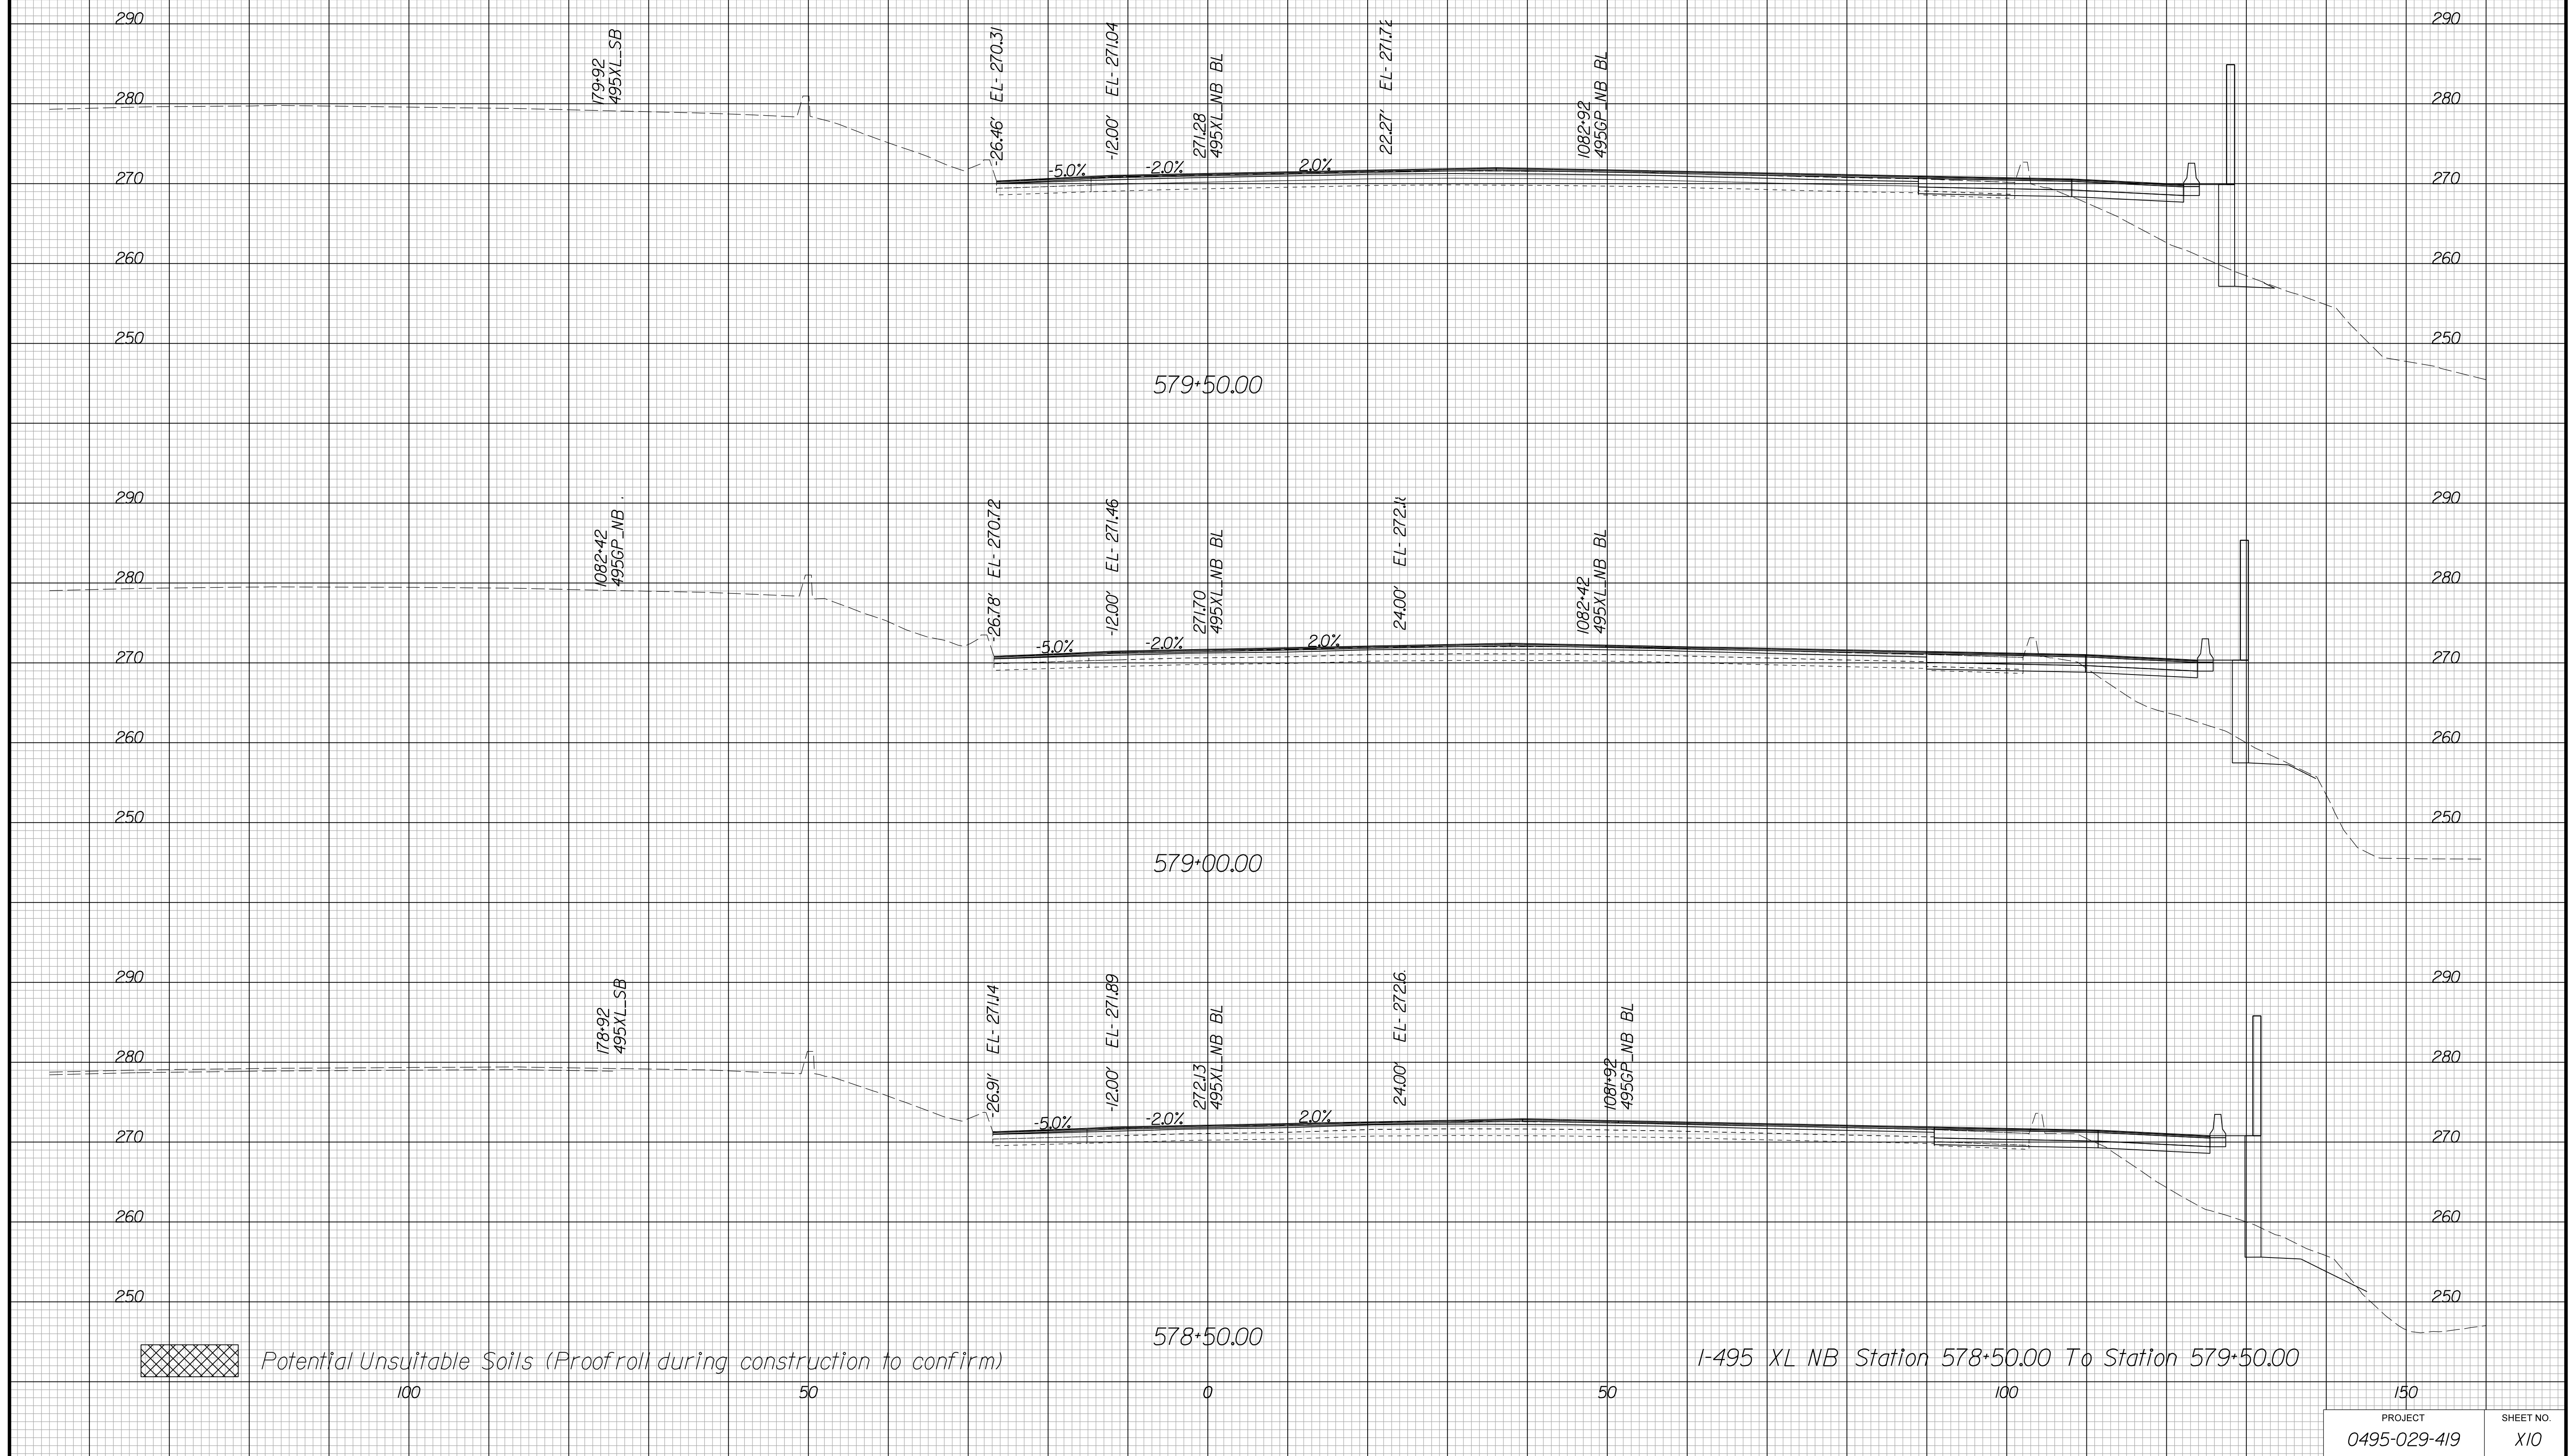 290 290
179+92
495XL_SB
-26.46' EL- 270.31
-12.00' EL- 271.04
271.28
495XL_NB BL
22.27' EL- 271.72
1082+92
495GP_NB BL
280 280
-5.0% -2.0% 2.0%
270 270
260 260
250 250
579+50.00
290 290
1082+42
495GP_NB
-26.78' EL- 270.72
-12.00' EL- 271.46
271.70
495XL_NB BL
24.00' EL- 272.
1082+42
495XL_NB BL
280 280
-5.0% -2.0% 2.0%
270 270
260 260
250 250
579+00.00
290 290
178+92
495XL_SB
-26.91' EL- 271.14
-12.00' EL- 271.89
272.13
495XL_NB BL
24.00' EL- 272.6
1081+92
495GP_NB BL
280 280
-5.0% -2.0% 2.0%
270 270
260 260
250 250
578+50.00
Potential Unsuitable Soils (Proofroll during construction to confirm)
I-495 XL NB Station 578+50.00 To Station 579+50.00
100 50 0 50 100 150
PROJECT SHEET NO.
0495-029-419 X10